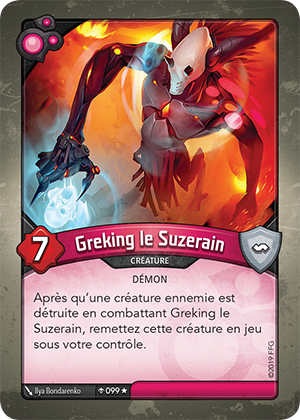 Greking le Suzerain
CRÉATURE
7
DÉMON
Après qu'une créature ennemie est
détruite en combattant Greking le
Suzerain, remettez cette créature en jeu
sous votre contrôle.
©2019 FFG
Ilya Bondarenko
099